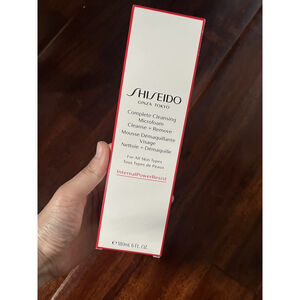 SHISEIDO
GINZA TOKYO
Complete Cleansing
Microfoam
Cleanse + Remove
Mousse Démaquillante
Visage
Nettoie + Démaquille
For All Skin Types
Tous Types de Peaux
InternalPowerResist
℮ 180mL 6 FL. OZ.